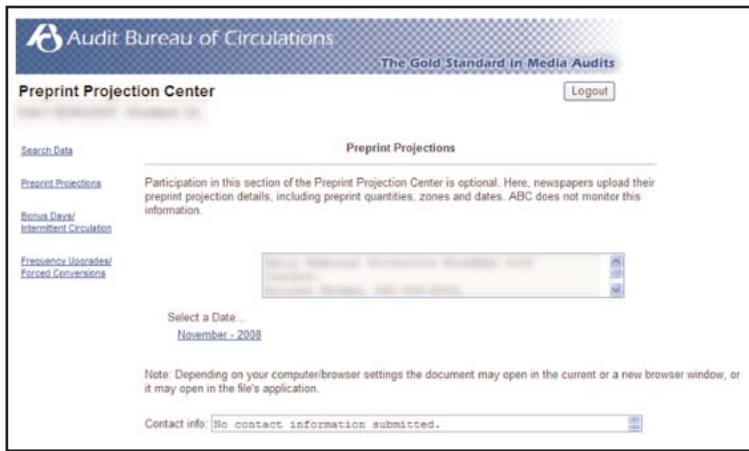 Audit Bureau of Circulations
The Gold Standard in Media Audits
Preprint Projection Center
Logout
Search Data
Preprint Projections
Bonus Days/
Intermittent Circulation
Frequency Upgrades/
Forced Conversions
Preprint Projections
Participation in this section of the Preprint Projection Center is optional. Here, newspapers upload their
preprint projection details, including preprint quantities, zones and dates. ABC does not monitor this
information.
Select a Date...
November - 2008
Note: Depending on your computer/browser settings the document may open in the current or a new browser window, or
it may open in the file's application.
Contact info: No contact information submitted.